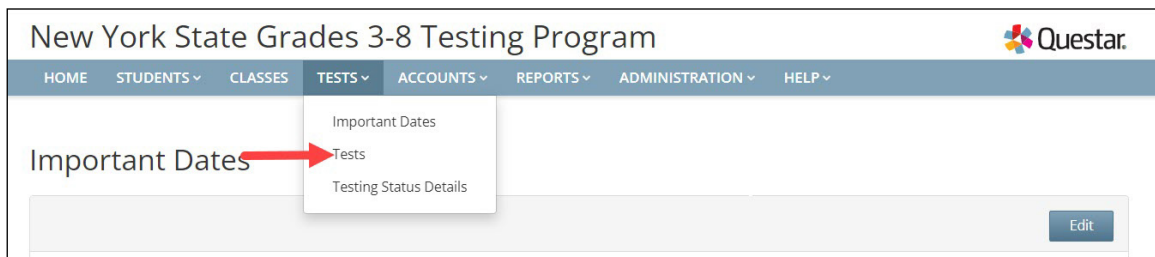 New York State Grades 3-8 Testing Program
Questar.
HOME STUDENTS CLASSES TESTS ACCOUNTS REPORTS ADMINISTRATION HELP
Important Dates
Tests
Testing Status Details
Important Dates
Edit